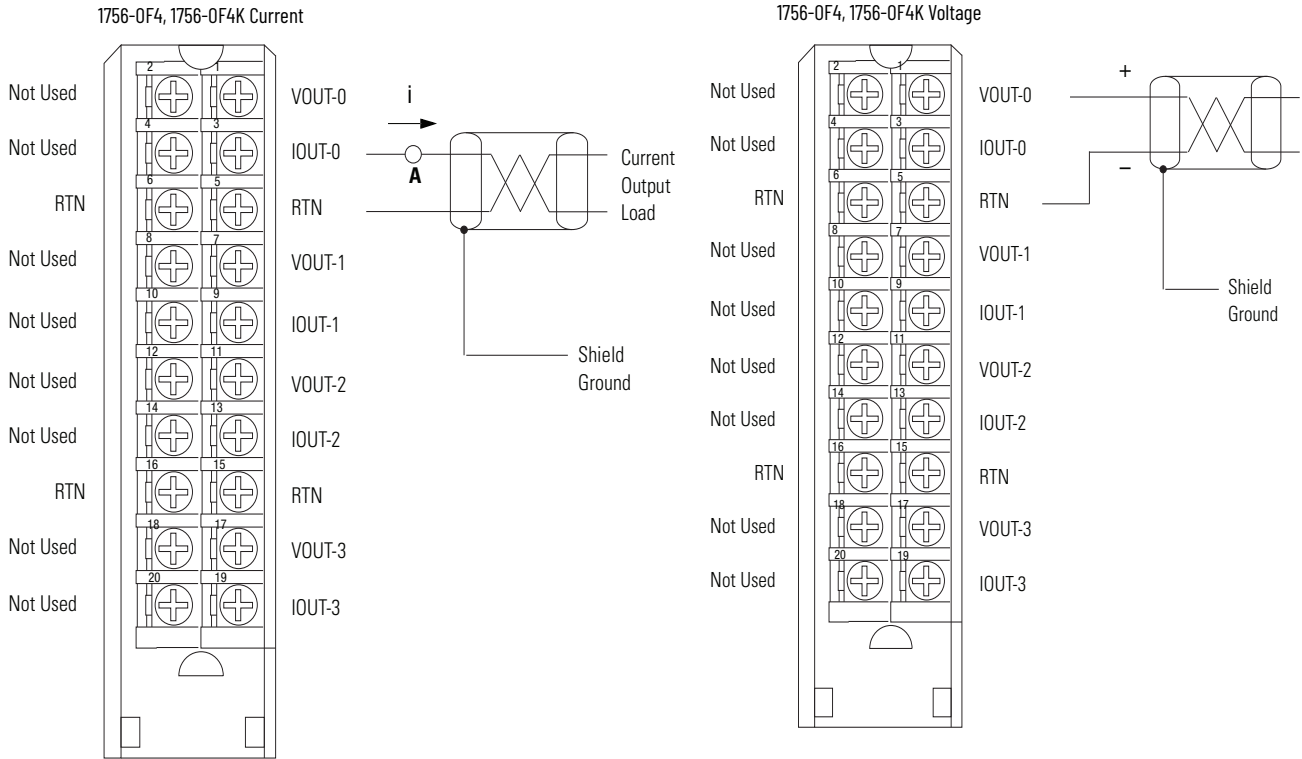 1756-OF4, 1756-OF4K Current
2 1
Not Used VOUT-0
4 3
Not Used IOUT-0
6 5
RTN RTN
8 7
Not Used VOUT-1
10 9
Not Used IOUT-1
12 11
Not Used VOUT-2
14 13
Not Used IOUT-2
16 15
RTN RTN
18 17
Not Used VOUT-3
20 19
Not Used IOUT-3
i
A
Current
Output
Load
Shield
Ground
1756-OF4, 1756-OF4K Voltage
2 1
Not Used VOUT-0
4 3
Not Used IOUT-0
6 5
RTN RTN
8 7
Not Used VOUT-1
10 9
Not Used IOUT-1
12 11
Not Used VOUT-2
14 13
Not Used IOUT-2
16 15
RTN RTN
18 17
Not Used VOUT-3
20 19
Not Used IOUT-3
+
–
Shield
Ground